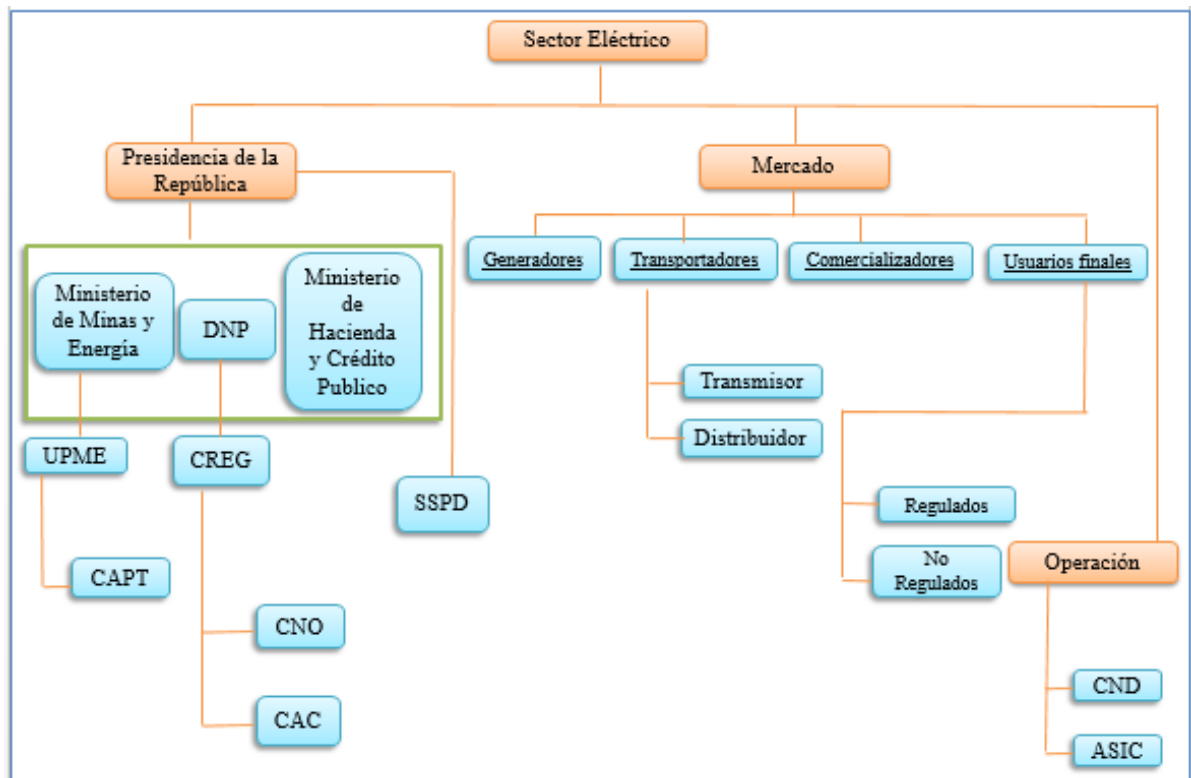 Sector Eléctrico
Presidencia de la
República
Mercado
Generadores
Transportadores
Comercializadores
Usuarios finales
Ministerio
de Minas y
Energía
DNP
Ministerio
de
Hacienda
y Crédito
Publico
Transmisor
Distribuidor
UPME
CREG
SSPD
Regulados
No
Regulados
Operación
CAPT
CNO
CAC
CND
ASIC